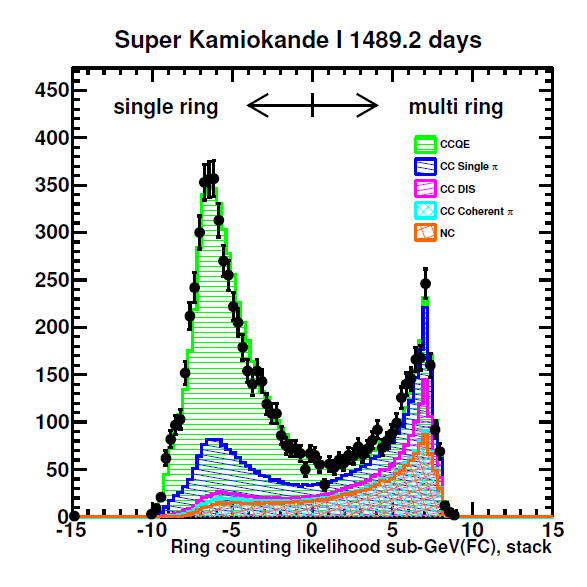 Super Kamiokande I 1489.2 days
450
400
350
300
250
200
150
100
50
0
single ring
multi ring
CCQE
CC Single π
CC DIS
CC Coherent π
NC
-15 -10 -5 0 5 10 15
Ring counting likelihood sub-GeV(FC), stack